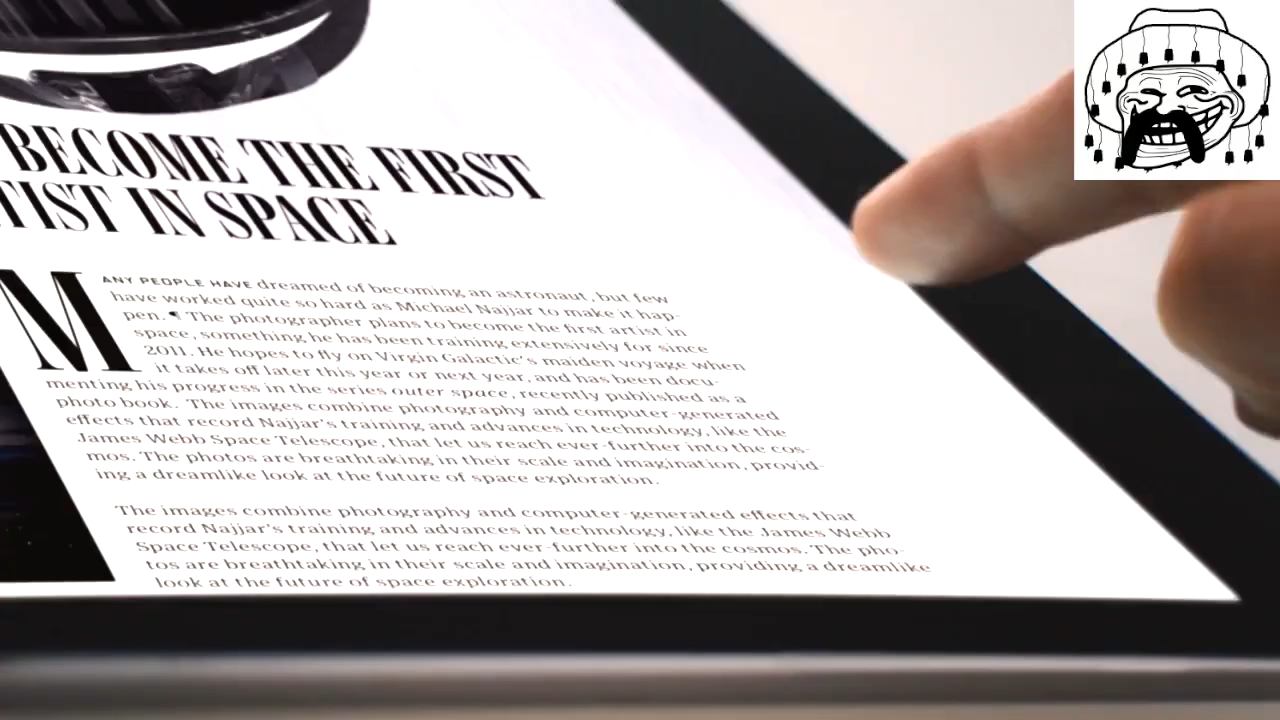 BECOME THE FIRST
TIST IN SPACE
MANY PEOPLE HAVE dreamed of becoming an astronaut, but few
have worked quite so hard as Michael Najjar to make it hap-
pen. ¶ The photographer plans to become the first artist in
space, something he has been training extensively for since
2011. He hopes to fly on Virgin Galactic's maiden voyage when
it takes off later this year or next year, and has been docu-
menting his progress in the series outer space, recently published as a
photo book. The images combine photography and computer-generated
effects that record Najjar's training and advances in technology, like the
James Webb Space Telescope, that let us reach ever-further into the cos-
mos. The photos are breathtaking in their scale and imagination, provid-
ing a dreamlike look at the future of space exploration.
The images combine photography and computer-generated effects that
record Najjar's training and advances in technology, like the James Webb
Space Telescope, that let us reach ever-further into the cosmos. The pho-
tos are breathtaking in their scale and imagination, providing a dreamlike
look at the future of space exploration.